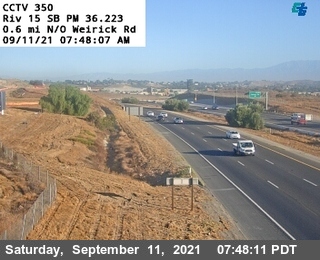 CCTV 350
Riv 15 SB PM 36.223
0.6 mi N/O Weirick Rd
09/11/21 07:48:07 AM
Saturday, September 11, 2021 07:48:11 PDT